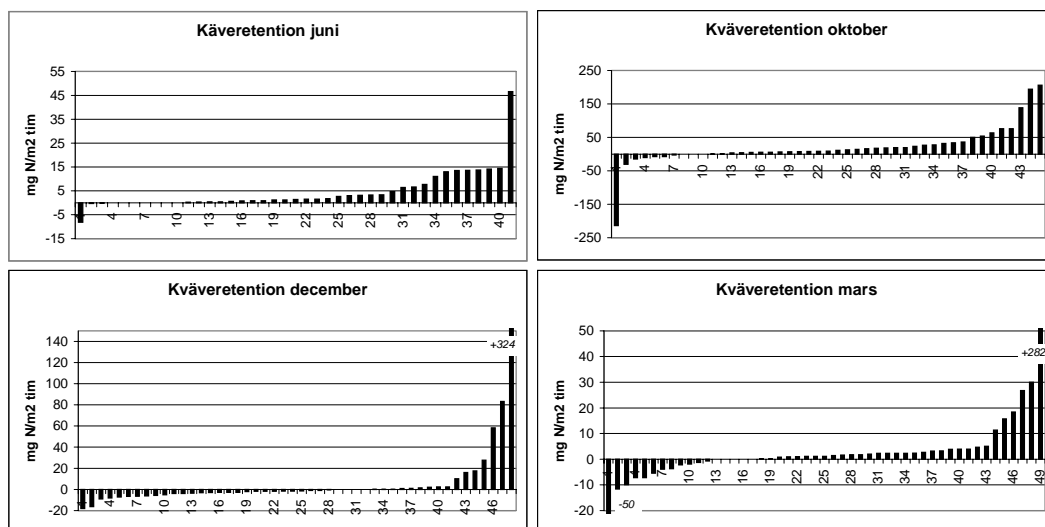 Käveretention juni
mg N/m2 tim
55
45
35
25
15
5
-5
-15
4 7 10 13 16 19 22 25 28 31 34 37 40
Kväveretention oktober
mg N/m2 tim
250
150
50
-50
-150
-250
4 7 10 13 16 19 22 25 28 31 34 37 40 43
Kväveretention december
mg N/m2 tim
140
120
100
80
60
40
20
0
-20
4 7 10 13 16 19 22 25 28 31 34 37 40 43 46
+324
Kväveretention mars
mg N/m2 tim
50
40
30
20
10
0
-10
-20
4 7 10 13 16 19 22 25 28 31 34 37 40 43 46 49
+282
-50